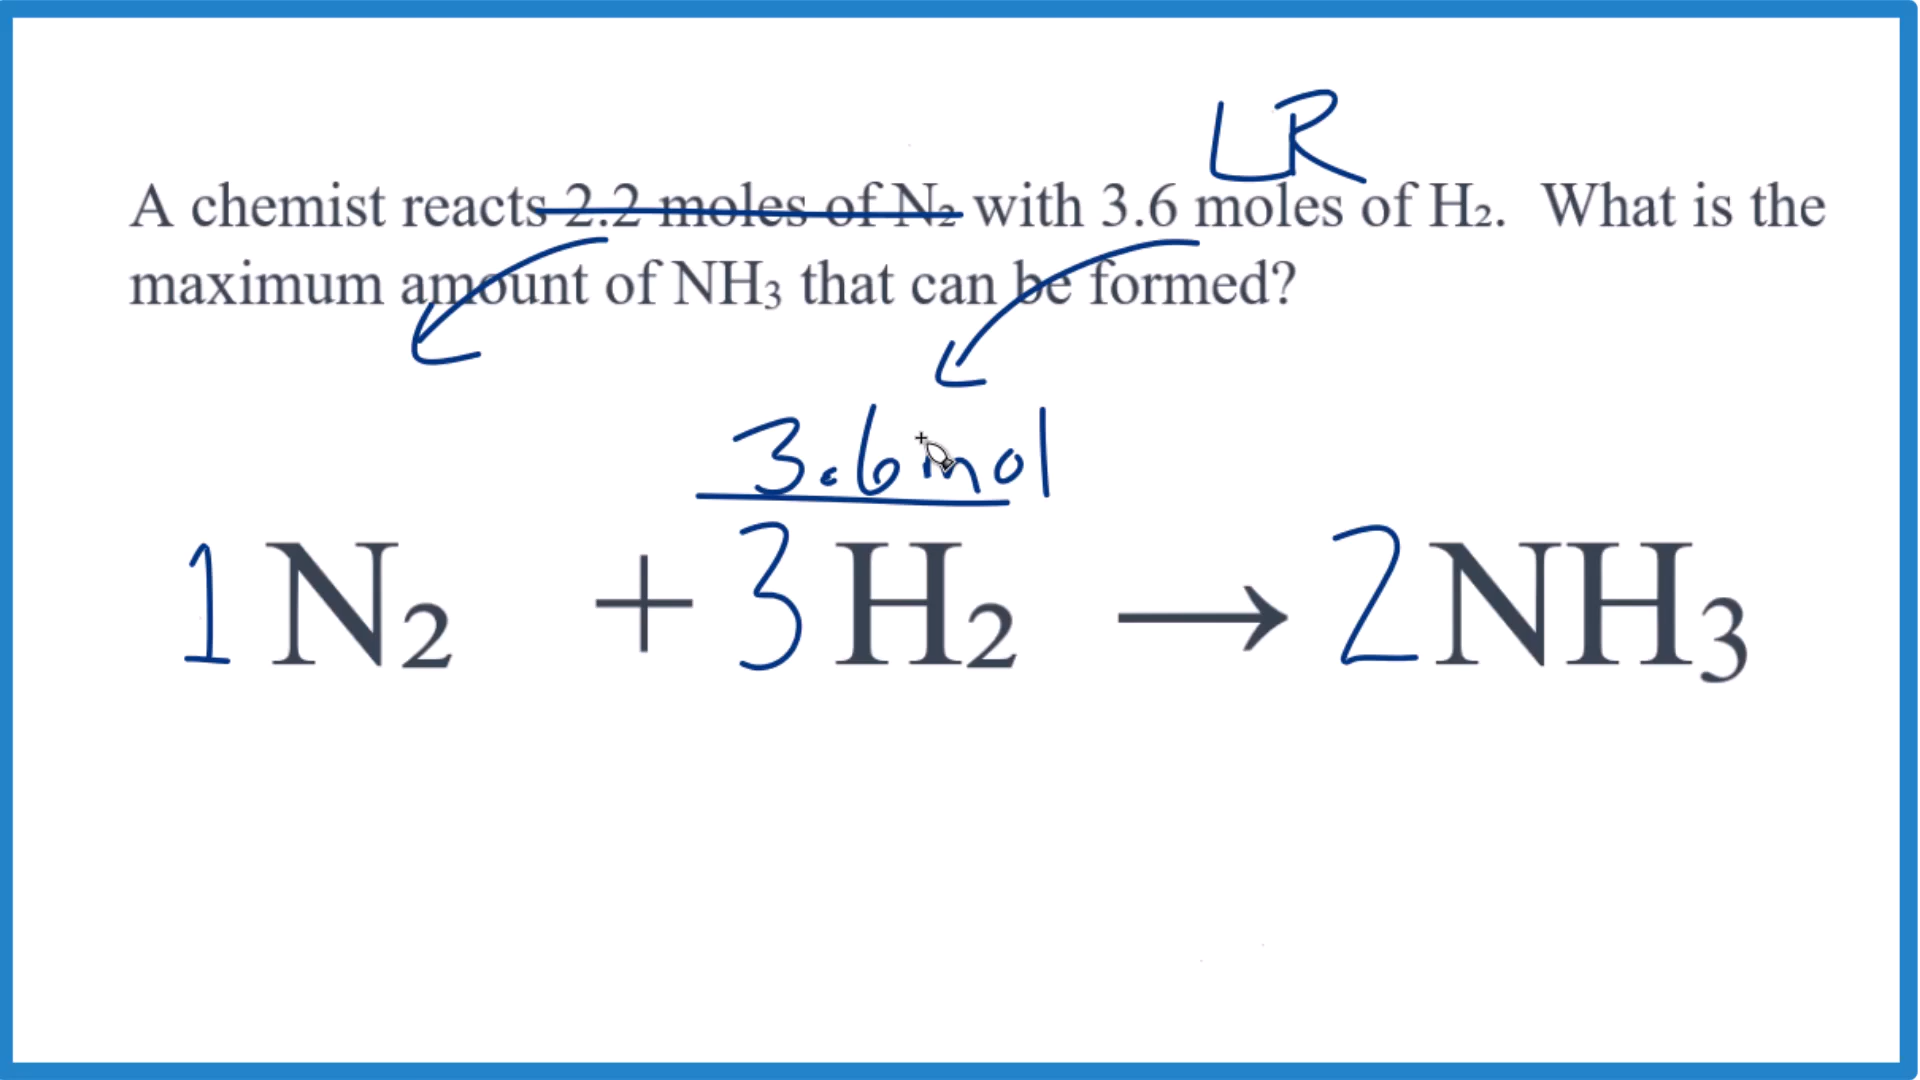 LR
A chemist reacts 2.2 moles of N₂ with 3.6 moles of H₂. What is the
maximum amount of NH₃ that can be formed?
3.6 mol
1 N₂ + 3 H₂ → 2 NH₃